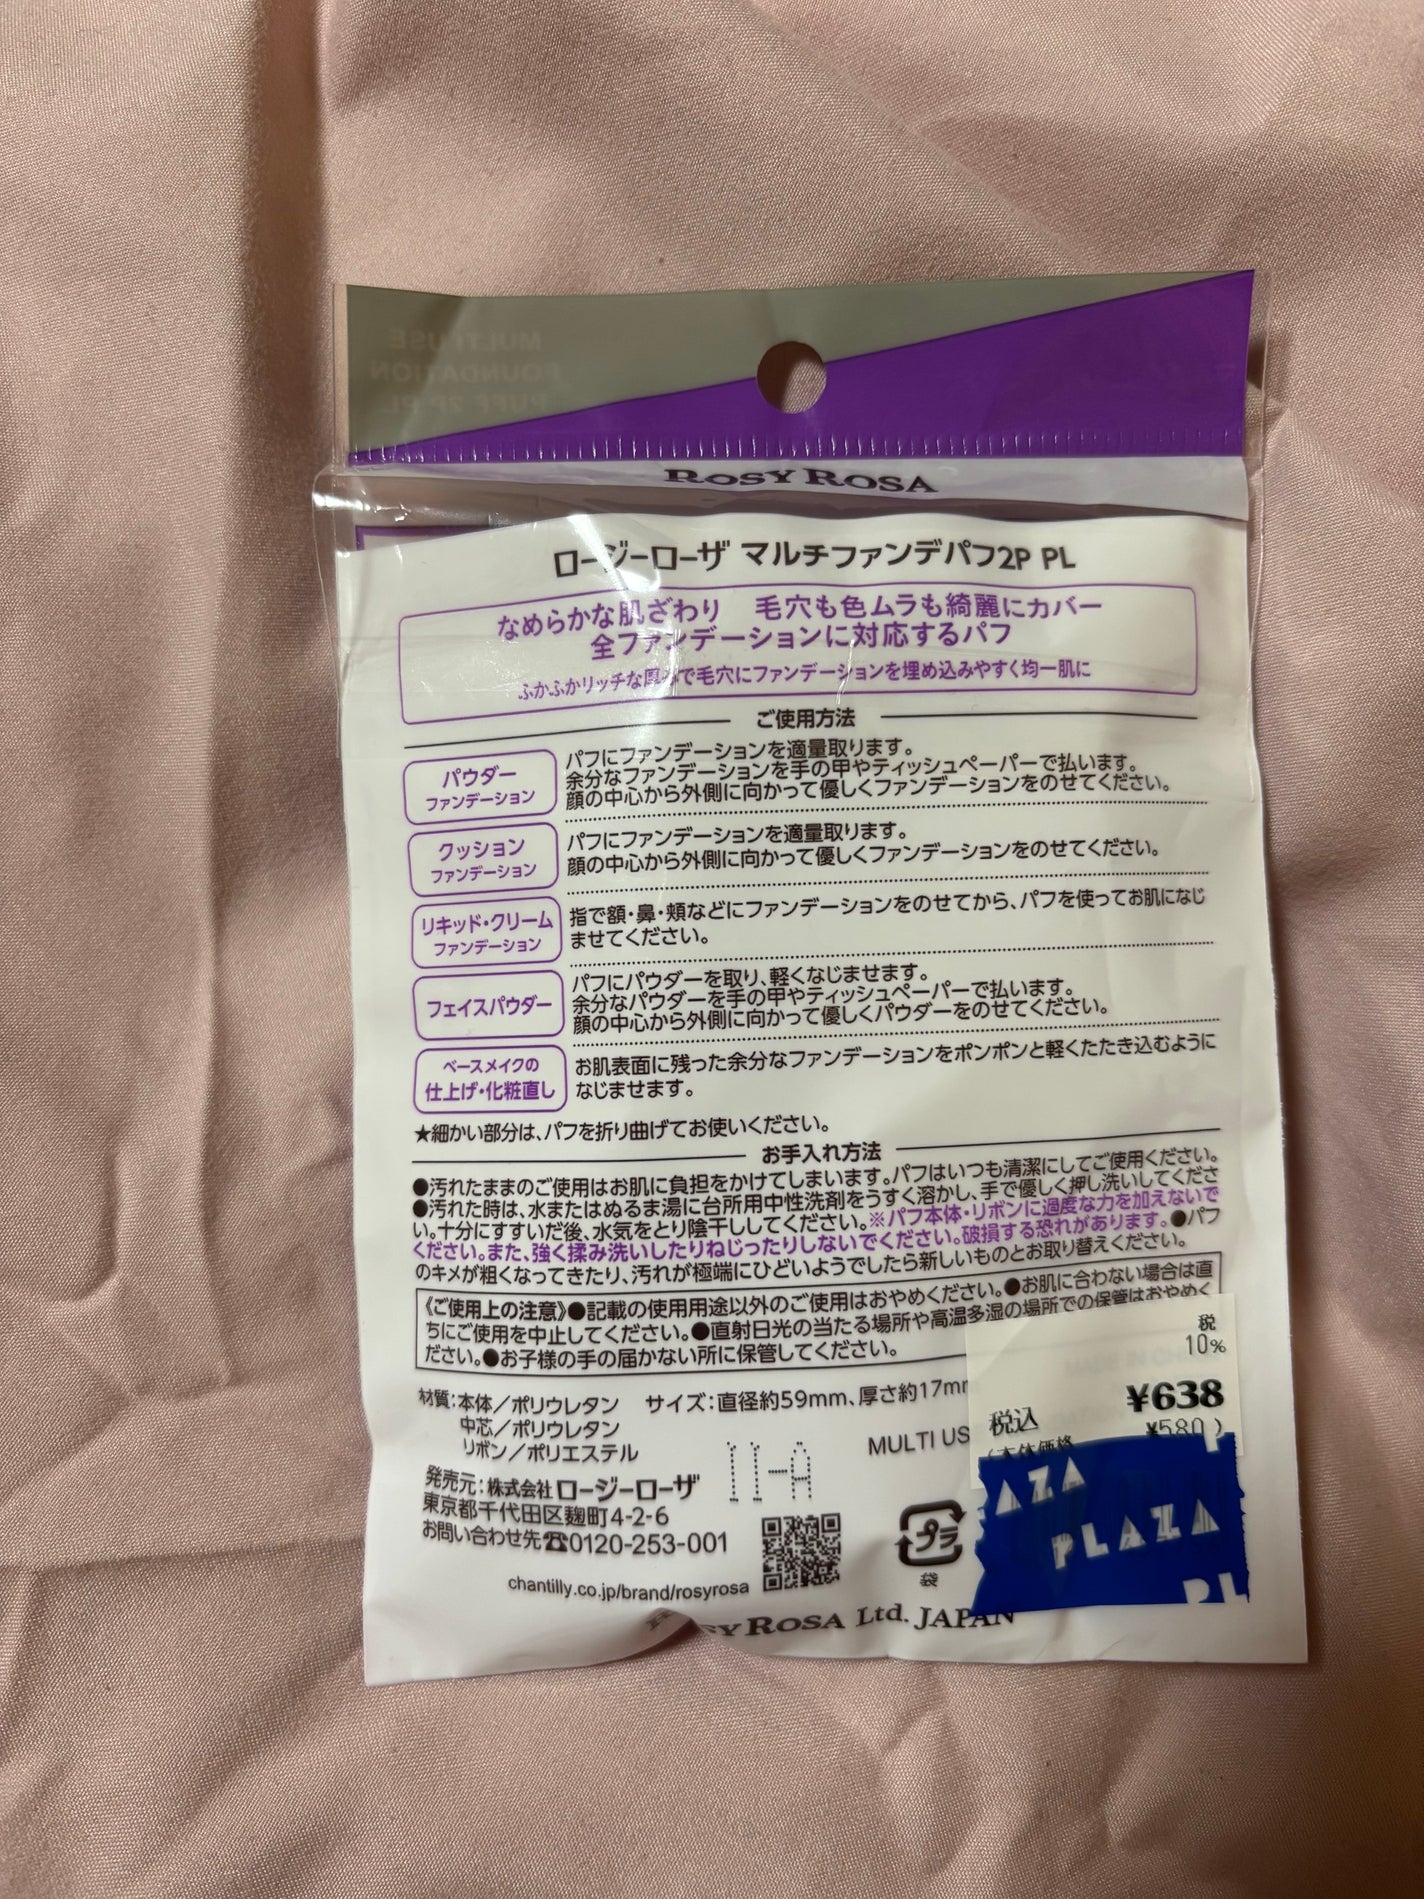 MULTI USE
FOUNDATION
PUFF 2P PL
ROSY ROSA
ロージーローザ マルチファンデパフ2P PL
なめらかな肌ざわり 毛穴も色ムラも綺麗にカバー
全ファンデーションに対応するパフ
ふかふかリッチな厚みで毛穴にファンデーションを埋め込みやすく均一肌に
ご使用方法
パウダー
ファンデーション
パフにファンデーションを適量取ります。
余分なファンデーションを手の甲やティッシュペーパーで払います。
顔の中心から外側に向かって優しくファンデーションをのせてください。
クッション
ファンデーション
パフにファンデーションを適量取ります。
顔の中心から外側に向かって優しくファンデーションをのせてください。
リキッド・クリーム
ファンデーション
指で額・鼻・頬などにファンデーションをのせてから、パフを使ってお肌になじ
ませてください。
フェイスパウダー
パフにパウダーを取り、軽くなじませます。
余分なパウダーを手の甲やティッシュペーパーで払います。
顔の中心から外側に向かって優しくパウダーをのせてください。
ベースメイクの
仕上げ・化粧直し
お肌表面に残った余分なファンデーションをポンポンと軽くたたき込むように
なじませます。
★細かい部分は、パフを折り曲げてお使いください。
お手入れ方法
●汚れたままのご使用はお肌に負担をかけてしまいます。パフはいつも清潔にしてご使用ください。
●汚れた時は、水またはぬるま湯に台所用中性洗剤をうすく溶かし、手で優しく押し洗いしてくださ
い。十分にすすいだ後、水気をとり陰干ししてください。※パフ本体・リボンに過度な力を加えないで
ください。また、強く揉み洗いしたりねじったりしないでください。破損する恐れがあります。●パフ
のキメが粗くなってきたり、汚れが極端にひどいようでしたら新しいものとお取り替えください。
《ご使用上の注意》●記載の使用用途以外のご使用はおやめください。●お肌に合わない場合は直
ちにご使用を中止してください。●直射日光の当たる場所や高温多湿の場所での保管はおやめく
ださい。●お子様の手の届かない所に保管してください。
材質：本体／ポリウレタン サイズ：直径約59mm、厚さ約17mm
中芯／ポリウレタン
リボン／ポリエステル
MULTI US
11-A
発売元：株式会社ロージーローザ
東京都千代田区麹町4-2-6
お問い合わせ先☎0120-253-001
chantilly.co.jp/brand/rosyrosa
プラ
袋
ROSY ROSA Ltd. JAPAN
税
10%
税込 ¥638
(本体価格 ¥580)
AZA
PLAZA
PL